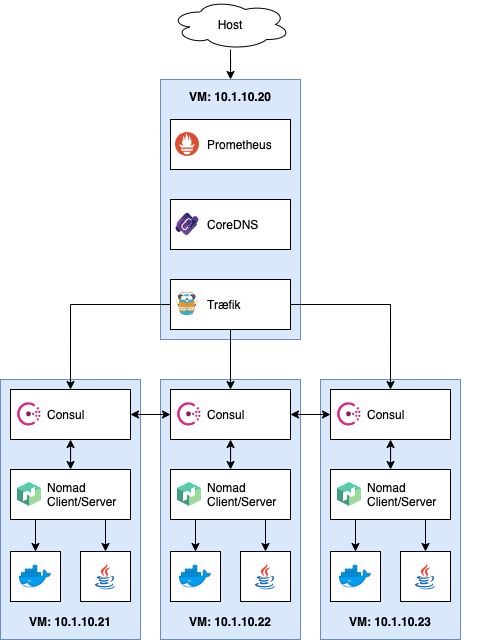 Host
VM: 10.1.10.20
Prometheus
CoreDNS
Træfik
Consul
Consul
Consul
Nomad
Client/Server
Nomad
Client/Server
Nomad
Client/Server
VM: 10.1.10.21
VM: 10.1.10.22
VM: 10.1.10.23